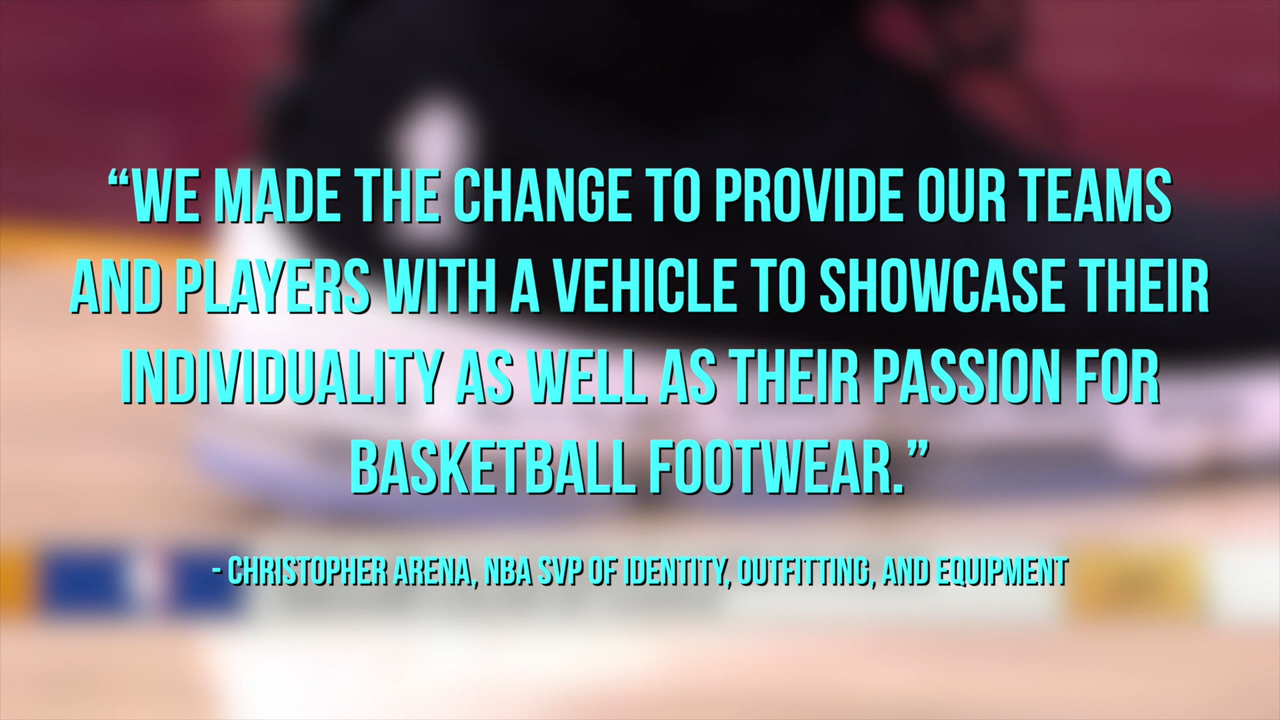 “WE MADE THE CHANGE TO PROVIDE OUR TEAMS
AND PLAYERS WITH A VEHICLE TO SHOWCASE THEIR
INDIVIDUALITY AS WELL AS THEIR PASSION FOR
BASKETBALL FOOTWEAR.”
- CHRISTOPHER ARENA, NBA SVP OF IDENTITY, OUTFITTING, AND EQUIPMENT